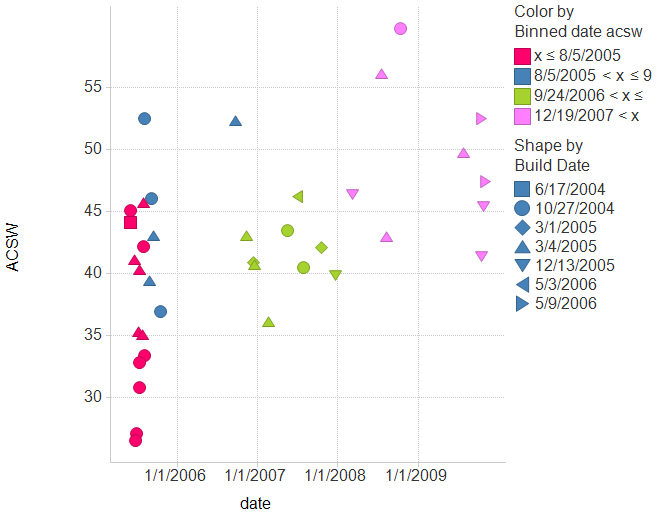 Color by
Binned date acsw
x ≤ 8/5/2005
8/5/2005 < x ≤ 9
9/24/2006 < x ≤
12/19/2007 < x
Shape by
Build Date
6/17/2004
10/27/2004
3/1/2005
3/4/2005
12/13/2005
5/3/2006
5/9/2006
ACSW
55
50
45
40
35
30
1/1/2006 1/1/2007 1/1/2008 1/1/2009
date